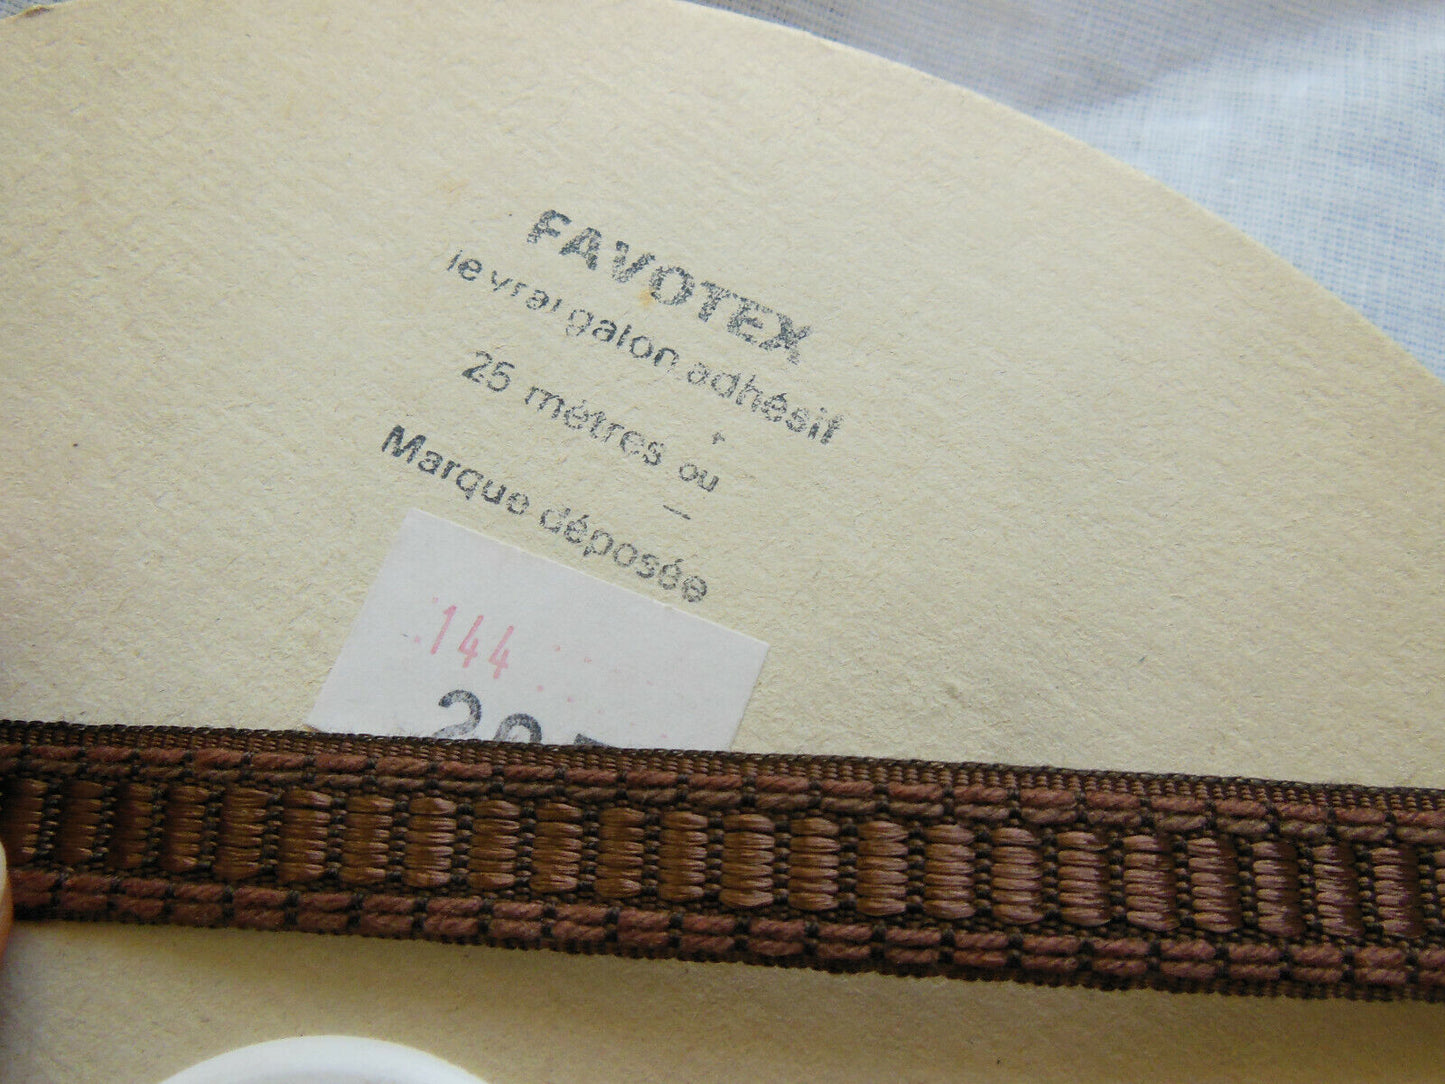 FAVOTEX
le vrai galon adhésif
25 mètres ou + −
Marque déposée
144